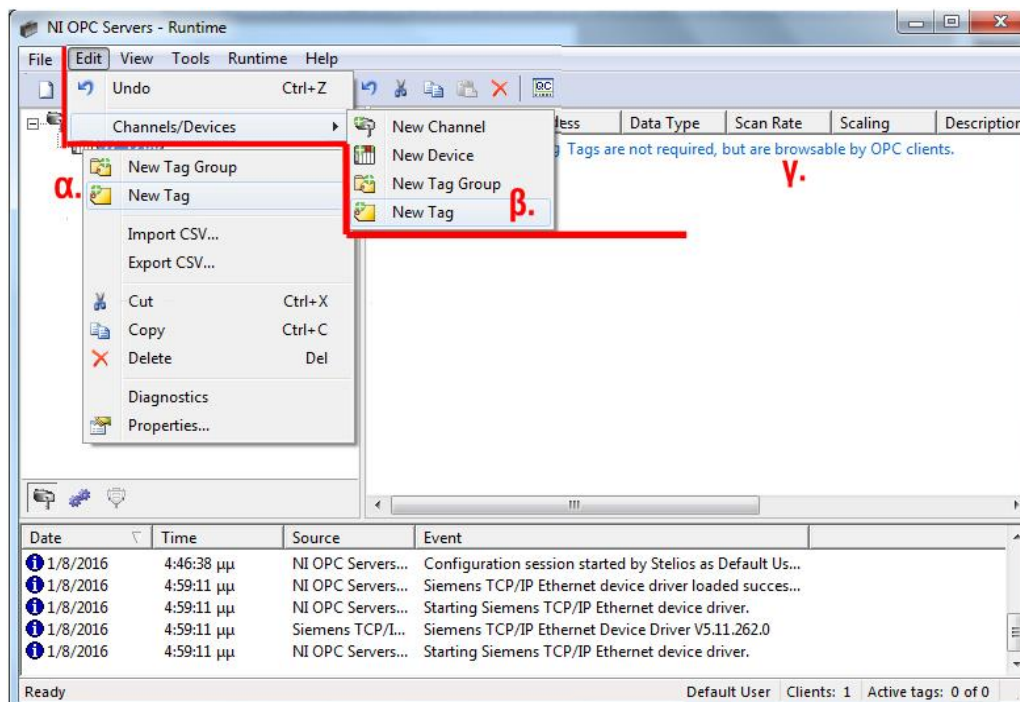 NI OPC Servers - Runtime
File Edit View Tools Runtime Help
Undo Ctrl+Z
Channels/Devices
New Channel
New Device
New Tag Group
New Tag
β.
Data Type Scan Rate Scaling Description
Tags are not required, but are browsable by OPC clients.
γ.
α.
New Tag Group
New Tag
Import CSV...
Export CSV...
Cut Ctrl+X
Copy Ctrl+C
Delete Del
Diagnostics
Properties...
Date Time Source Event
1/8/2016 4:46:38 μμ NI OPC Servers... Configuration session started by Stelios as Default Us...
1/8/2016 4:59:11 μμ NI OPC Servers... Siemens TCP/IP Ethernet device driver loaded succes...
1/8/2016 4:59:11 μμ NI OPC Servers... Starting Siemens TCP/IP Ethernet device driver.
1/8/2016 4:59:11 μμ Siemens TCP/I... Siemens TCP/IP Ethernet Device Driver V5.11.262.0
1/8/2016 4:59:11 μμ NI OPC Servers... Starting Siemens TCP/IP Ethernet device driver.
Ready Default User Clients: 1 Active tags: 0 of 0